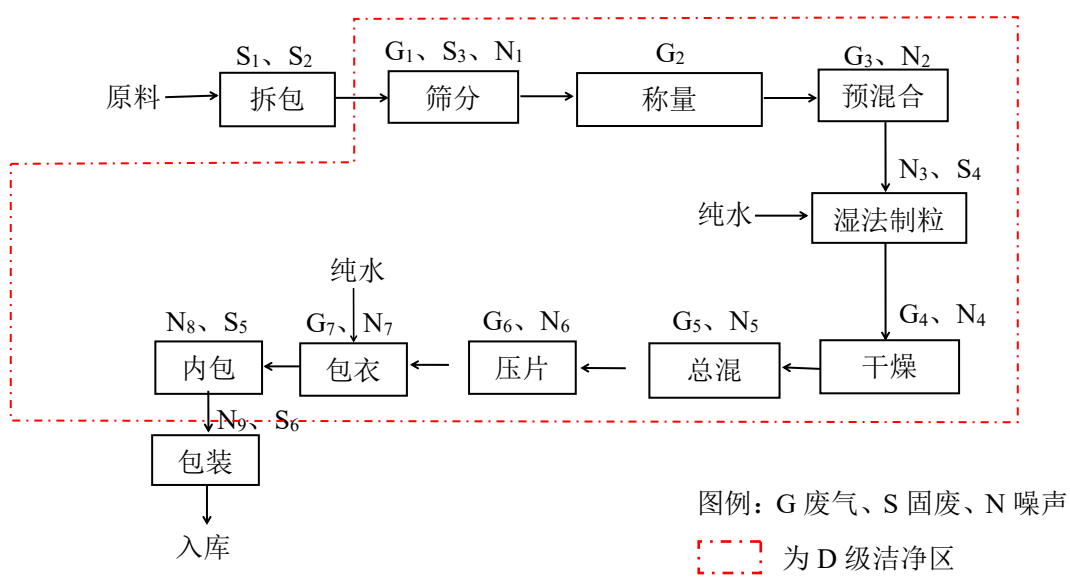 S₁、S₂
G₁、S₃、N₁
G₂
G₃、N₂
原料
拆包
筛分
称量
预混合
N₃、S₄
纯水
湿法制粒
纯水
N₈、S₅
G₇、N₇
G₆、N₆
G₅、N₅
G₄、N₄
内包
包衣
压片
总混
干燥
N₉、S₆
包装
图例：G 废气、S 固废、N 噪声
入库
为 D 级洁净区